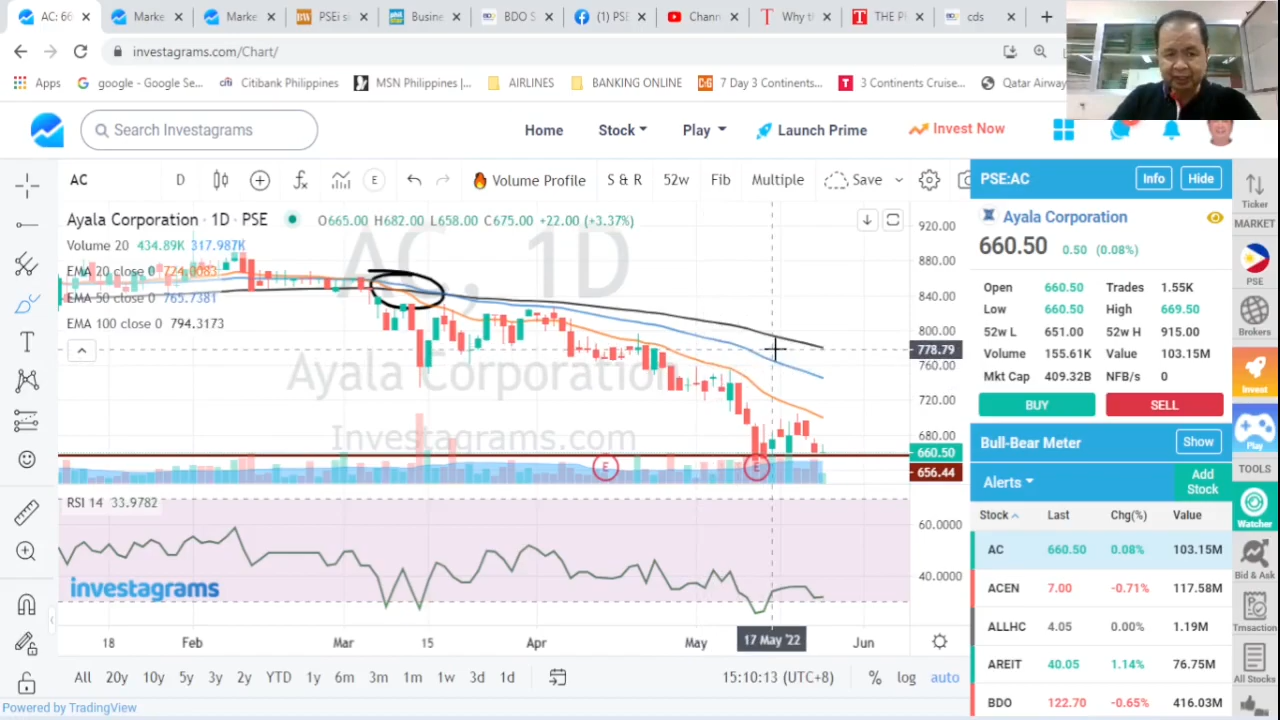 AC: 66
Marke
Marke
PSEi si
Busine
BDO S
(1) PSE
Chann
Why ti
THE P
cds
investagrams.com/Chart/
Apps
google - Google Se...
Citibank Philippines
MSN Philippines |...
AIRLINES
BANKING ONLINE
7 Day 3 Continents...
3 Continents Cruise...
Qatar Airway
Search Investagrams
Home
Stock
Play
Launch Prime
Invest Now
AC
D
E
Volume Profile
S & R
52w
Fib
Multiple
Save
PSE:AC
Info
Hide
Ticker
Ayala Corporation · 1D · PSE
O665.00 H682.00 L658.00 C675.00 +22.00 (+3.37%)
Volume 20 434.89K 317.987K
EMA 20 close 0 724.0083
EMA 50 close 0 765.7381
EMA 100 close 0 794.3173
AC, 1D
Ayala Corporation
Investagrams.com
920.00
880.00
840.00
800.00
778.79
760.00
720.00
680.00
660.50
656.44
E
E
Ayala Corporation
660.50 0.50 (0.08%)
Open 660.50 Trades 1.55K
Low 660.50 High 669.50
52w L 651.00 52w H 915.00
Volume 155.61K Value 103.15M
Mkt Cap 409.32B NFB/s 0
BUY
SELL
Bull-Bear Meter
Show
Alerts
Add
Stock
Stock Last Chg(%) Value
AC 660.50 0.08% 103.15M
ACEN 7.00 -0.71% 117.58M
ALLHC 4.05 0.00% 1.19M
AREIT 40.05 1.14% 76.75M
BDO 122.70 -0.65% 416.03M
MARKET
PSE
Brokers
Invest
Play
TOOLS
Watcher
Bid & Ask
Trnsaction
All Stocks
RSI 14 33.9782
60.0000
40.0000
investagrams
18
Feb
Mar
15
Apr
May
17 May '22
Jun
All
20y
10y
5y
3y
2y
YTD
1y
6m
3m
1m
1w
3d
1d
15:10:13 (UTC+8)
%
log
auto
Powered by TradingView